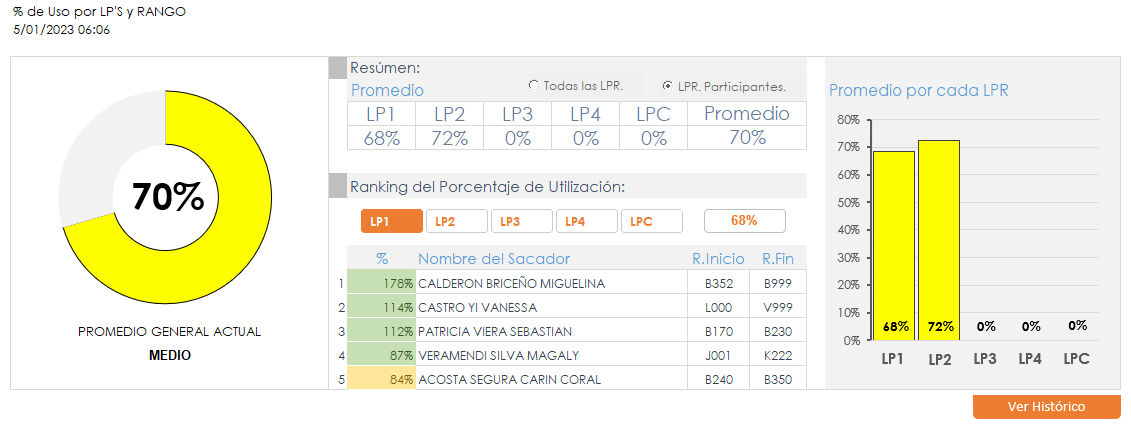 % de Uso por LP'S y RANGO
5/01/2023 06:06
70%
PROMEDIO GENERAL ACTUAL
MEDIO
Resúmen:
Promedio
Todas las LPR.
LPR. Participantes.
LP1 LP2 LP3 LP4 LPC Promedio
68% 72% 0% 0% 0% 70%
Ranking del Porcentaje de Utilización:
LP1 LP2 LP3 LP4 LPC 68%
% Nombre del Sacador R.Inicio R.Fin
1 178% CALDERON BRICEÑO MIGUELINA B352 B999
2 114% CASTRO YI VANESSA L000 V999
3 112% PATRICIA VIERA SEBASTIAN B170 B230
4 87% VERAMENDI SILVA MAGALY J001 K222
5 84% ACOSTA SEGURA CARIN CORAL B240 B350
Promedio por cada LPR
80%
70%
60%
50%
40%
30%
20%
10%
0%
68% 72% 0% 0% 0%
LP1 LP2 LP3 LP4 LPC
Ver Histórico